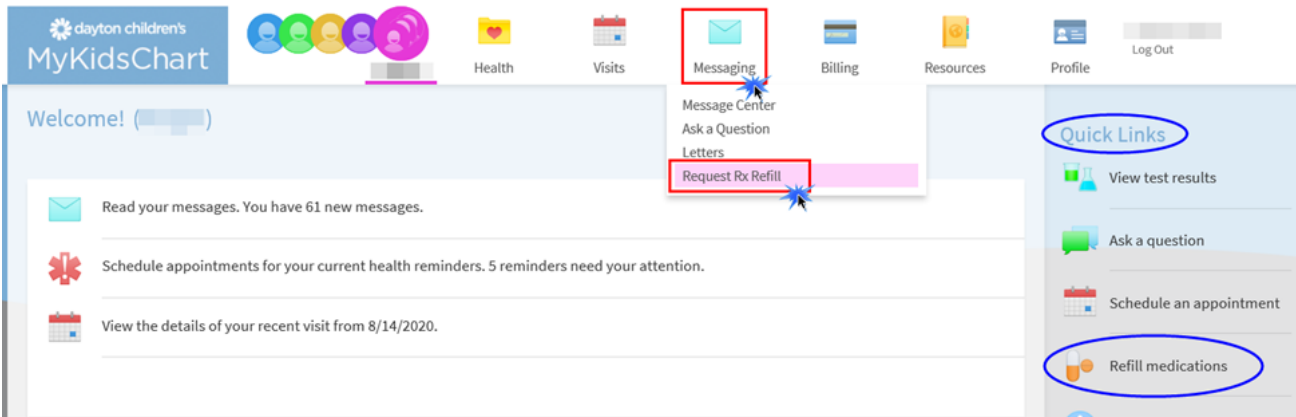 dayton children's
MyKidsChart
Health
Visits
Messaging
Billing
Resources
Profile
Log Out
Message Center
Ask a Question
Letters
Request Rx Refill
Welcome! ( )
Read your messages. You have 61 new messages.
Schedule appointments for your current health reminders. 5 reminders need your attention.
View the details of your recent visit from 8/14/2020.
Quick Links
View test results
Ask a question
Schedule an appointment
Refill medications